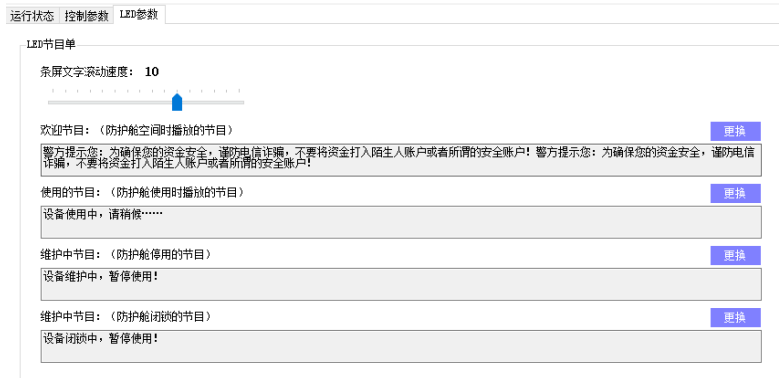 运行状态 控制参数 LED参数
LED节目单
条屏文字滚动速度： 10
欢迎节目：（防护舱空闲时播放的节目） 更换
警方提示您：为确保您的资金安全，谨防电信诈骗，不要将资金打入陌生人账户或者所谓的安全账户！警方提示您：为确保您的资金安全，谨防电信
诈骗，不要将资金打入陌生人账户或者所谓的安全账户！
使用的节目：（防护舱使用时播放的节目） 更换
设备使用中，请稍候……
维护中节目：（防护舱停用的节目） 更换
设备维护中，暂停使用！
维护中节目：（防护舱闭锁的节目） 更换
设备闭锁中，暂停使用！